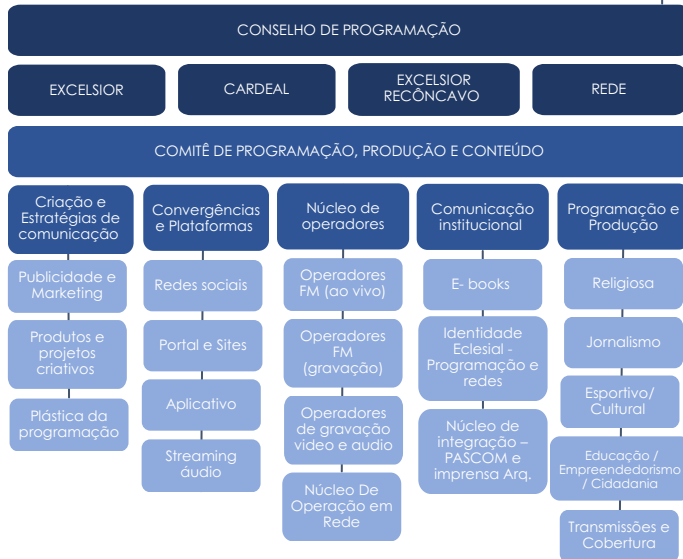 CONSELHO DE PROGRAMAÇÃO
EXCELSIOR
CARDEAL
EXCELSIOR
RECÔNCAVO
REDE
COMITÊ DE PROGRAMAÇÃO, PRODUÇÃO E CONTEÚDO
Criação e
Estratégias de
comunicação
Publicidade e
Marketing
Produtos e
projetos
criativos
Plástica da
programação
Convergências
e Plataformas
Redes sociais
Portal e Sites
Aplicativo
Streaming
áudio
Núcleo de
operadores
Operadores
FM (ao vivo)
Operadores
FM
(gravação)
Operadores
de gravação
video e audio
Núcleo De
Operação em
Rede
Comunicação
institucional
E- books
Identidade
Eclesial -
Programação e
redes
Núcleo de
integração –
PASCOM e
imprensa Arq.
Programação e
Produção
Religiosa
Jornalismo
Esportivo/
Cultural
Educação /
Empreendedorismo
/ Cidadania
Transmissões e
Cobertura